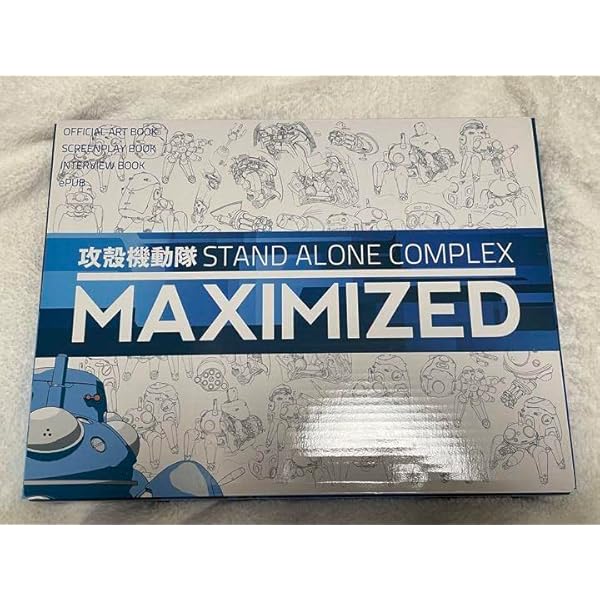 OFFICIAL ART BOOK
SCREENPLAY BOOK
INTERVIEW BOOK
ePUB
攻殻機動隊 STAND ALONE COMPLEX
MAXIMIZED